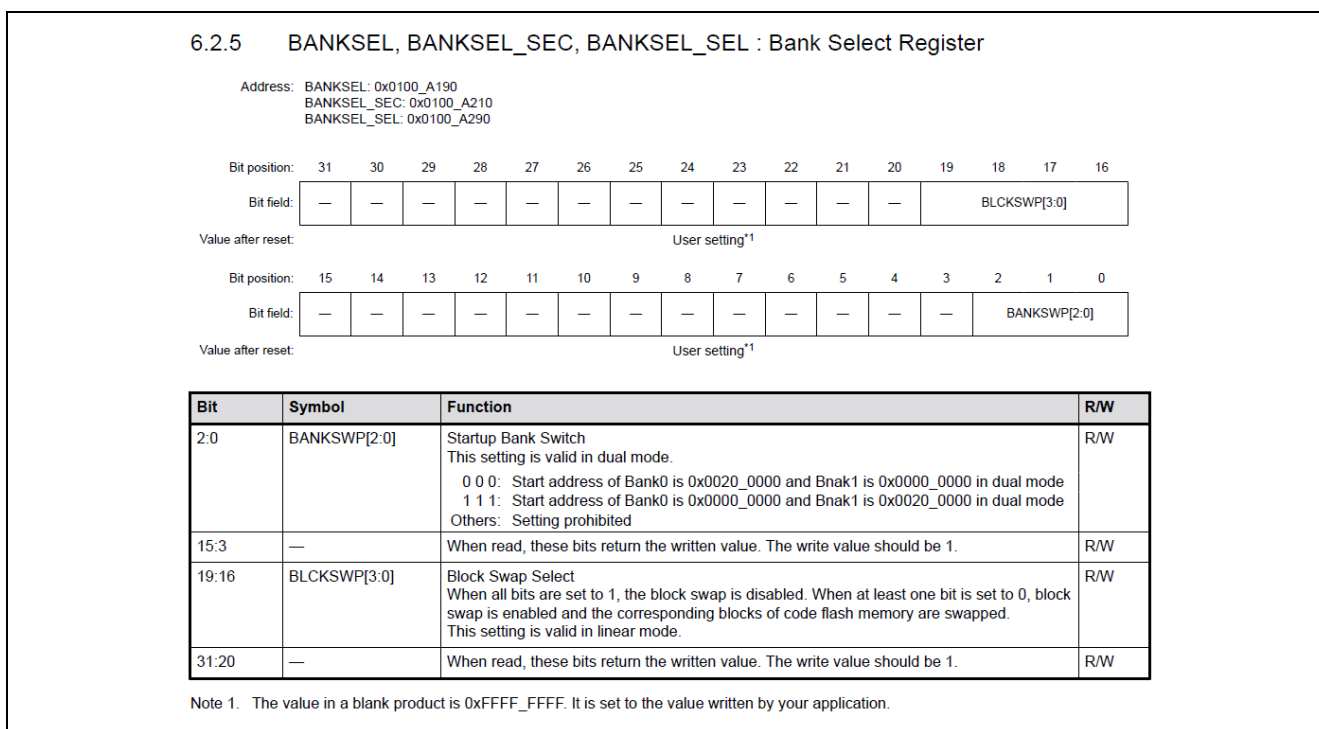 6.2.5 BANKSEL, BANKSEL_SEC, BANKSEL_SEL : Bank Select Register
Address: BANKSEL: 0x0100_A190
BANKSEL_SEC: 0x0100_A210
BANKSEL_SEL: 0x0100_A290
Bit position: 31 30 29 28 27 26 25 24 23 22 21 20 19 18 17 16
Bit field: — — — — — — — — — — — — BLCKSWP[3:0]
Value after reset: User setting*1
Bit position: 15 14 13 12 11 10 9 8 7 6 5 4 3 2 1 0
Bit field: — — — — — — — — — — — — — BANKSWP[2:0]
Value after reset: User setting*1
Bit Symbol Function R/W
2:0 BANKSWP[2:0] Startup Bank Switch R/W
This setting is valid in dual mode.
0 0 0: Start address of Bank0 is 0x0020_0000 and Bnak1 is 0x0000_0000 in dual mode
1 1 1: Start address of Bank0 is 0x0000_0000 and Bnak1 is 0x0020_0000 in dual mode
Others: Setting prohibited
15:3 — When read, these bits return the written value. The write value should be 1. R/W
19:16 BLCKSWP[3:0] Block Swap Select R/W
When all bits are set to 1, the block swap is disabled. When at least one bit is set to 0, block
swap is enabled and the corresponding blocks of code flash memory are swapped.
This setting is valid in linear mode.
31:20 — When read, these bits return the written value. The write value should be 1. R/W
Note 1. The value in a blank product is 0xFFFF_FFFF. It is set to the value written by your application.